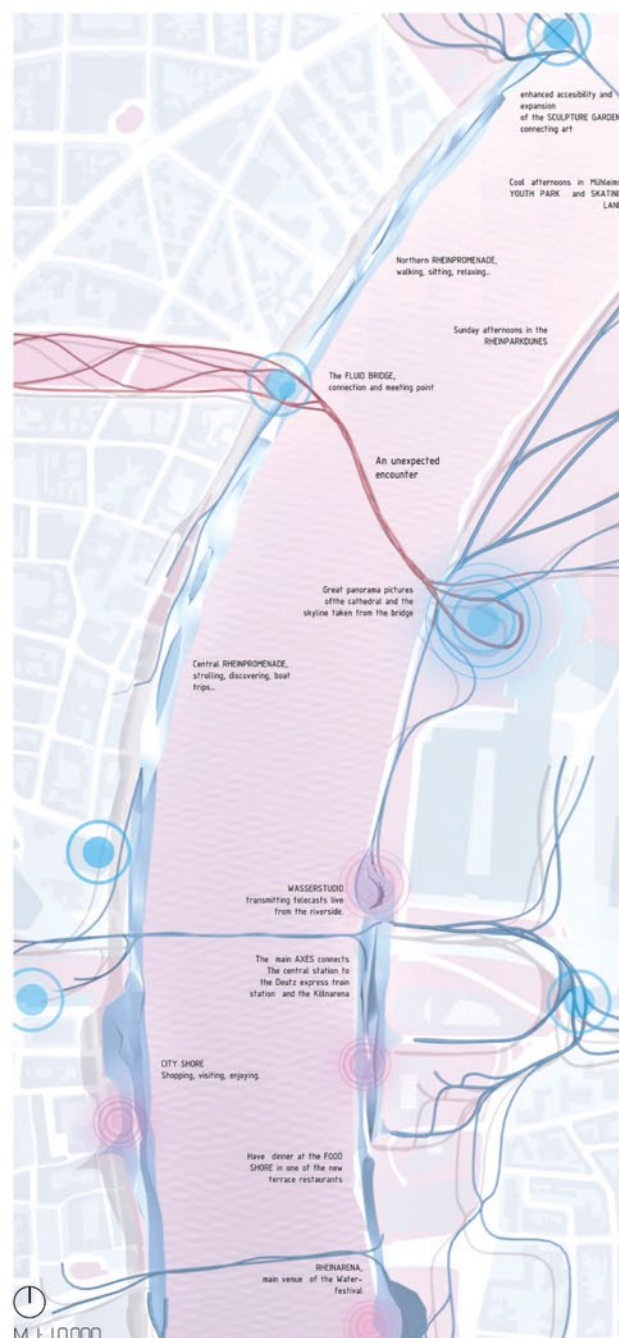 enhanced accesibility and
expansion
of the SCULPTURE GARDEN
connecting art
Cool afternoons in Mühleims
YOUTH PARK and SKATING
LAND
Northern RHEINPROMENADE,
walking, sitting, relaxing...
Sunday afternoons in the
RHEINPARKDUNES
The FLUID BRIDGE,
connection and meeting point
An unexpected
encounter
Great panorama pictures
ofthe cathedral and the
skyline taken from the bridge
Central RHEINPROMENADE,
strolling, discovering, boat
trips...
WASSERSTUDIO
transmitting telecasts live
from the riverside.
The main AXES connects
The central station to
the Deutz express train
station and the Kölnarena
CITY SHORE
Shopping, visiting, enjoying.
Have dinner at the FOOD
SHORE in one of the new
terrace restaurants
RHEINARENA,
main venue of the Water-
festival